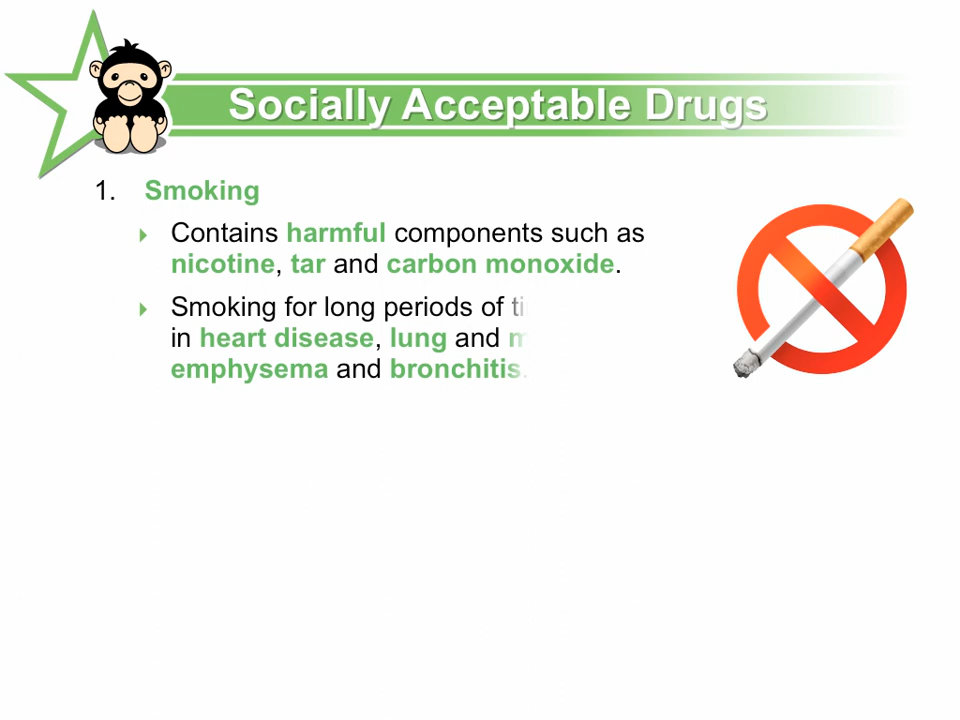 Socially Acceptable Drugs
1. Smoking
Contains harmful components such as
nicotine, tar and carbon monoxide.
Smoking for long periods of
in heart disease, lung and
emphysema and bronchitis.